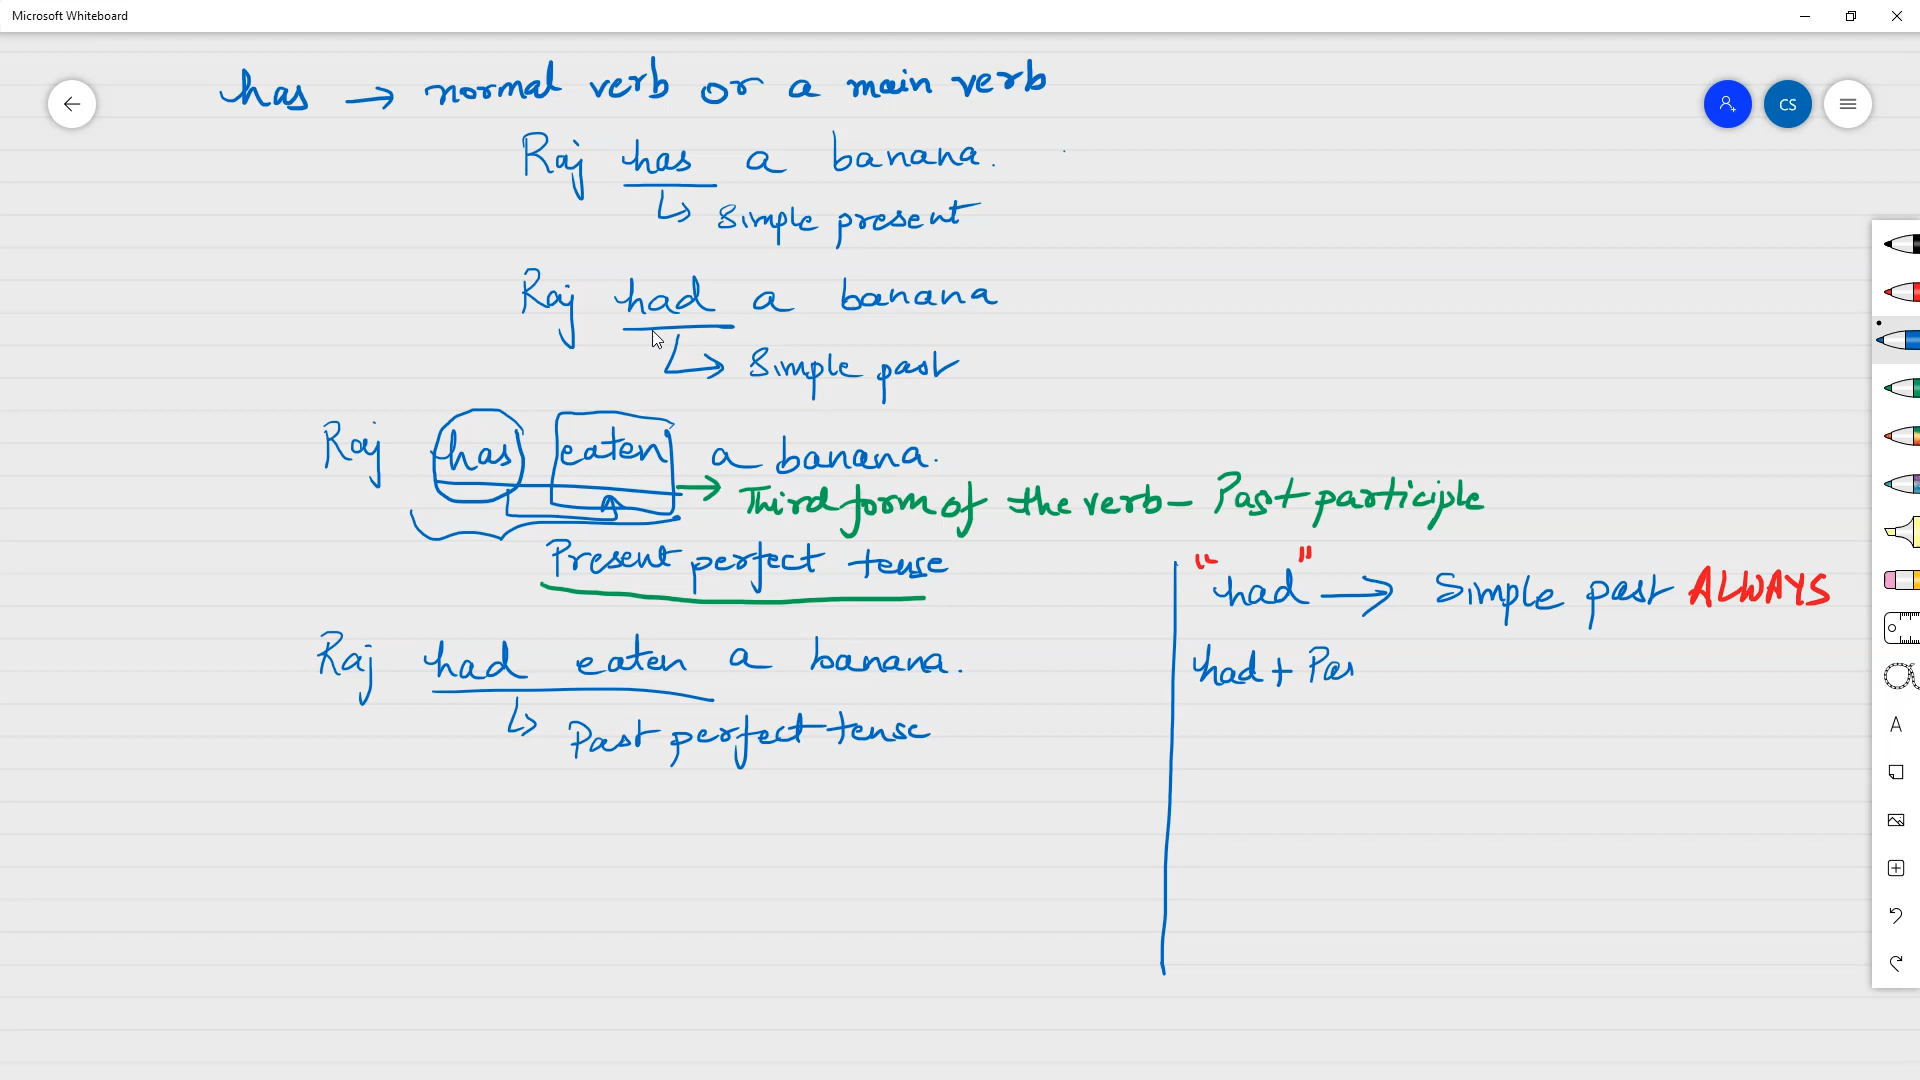 Microsoft Whiteboard
has → normal verb or a main verb
CS
Raj has a banana.
↳ Simple present
Raj had a banana
↳ Simple past
Raj has eaten a banana.
→ Third form of the verb - Past participle
Present perfect tense
Raj had eaten a banana.
↳ Past perfect tense
"had" → Simple past ALWAYS
had + Pas
A